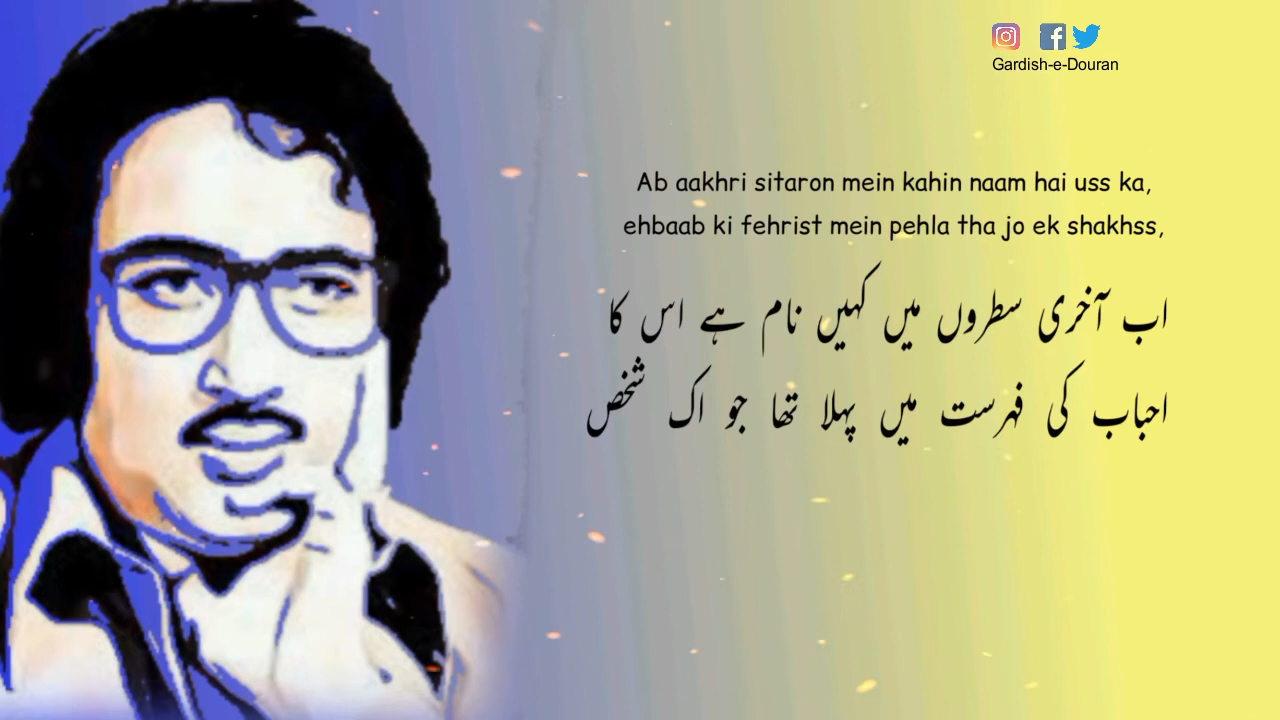 Gardish-e-Douran
Ab aakhri sitaron mein kahin naam hai uss ka,
ehbaab ki fehrist mein pehla tha jo ek shakhss,
اب آخری سطروں میں کہیں نام ہے اس کا
احباب کی فہرست میں پہلا تھا جو اک شخص